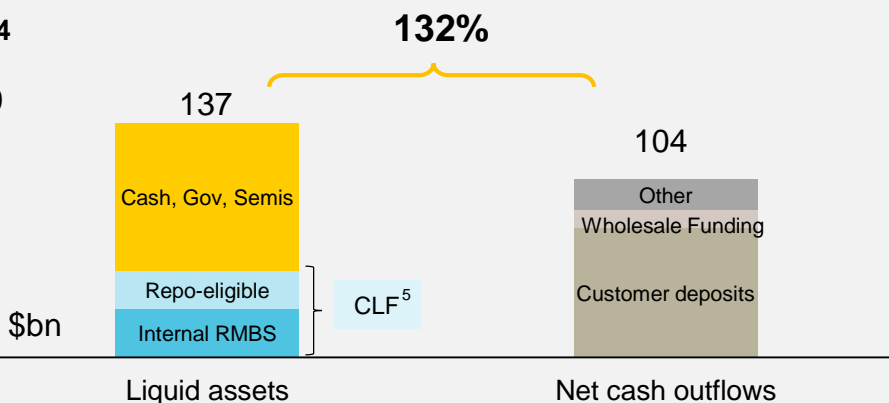 4
132%
)
137
104
Cash, Gov, Semis
Other
Wholesale Funding
Repo-eligible
Customer deposits
CLF5
$bn
Internal RMBS
Liquid assets
Net cash outflows